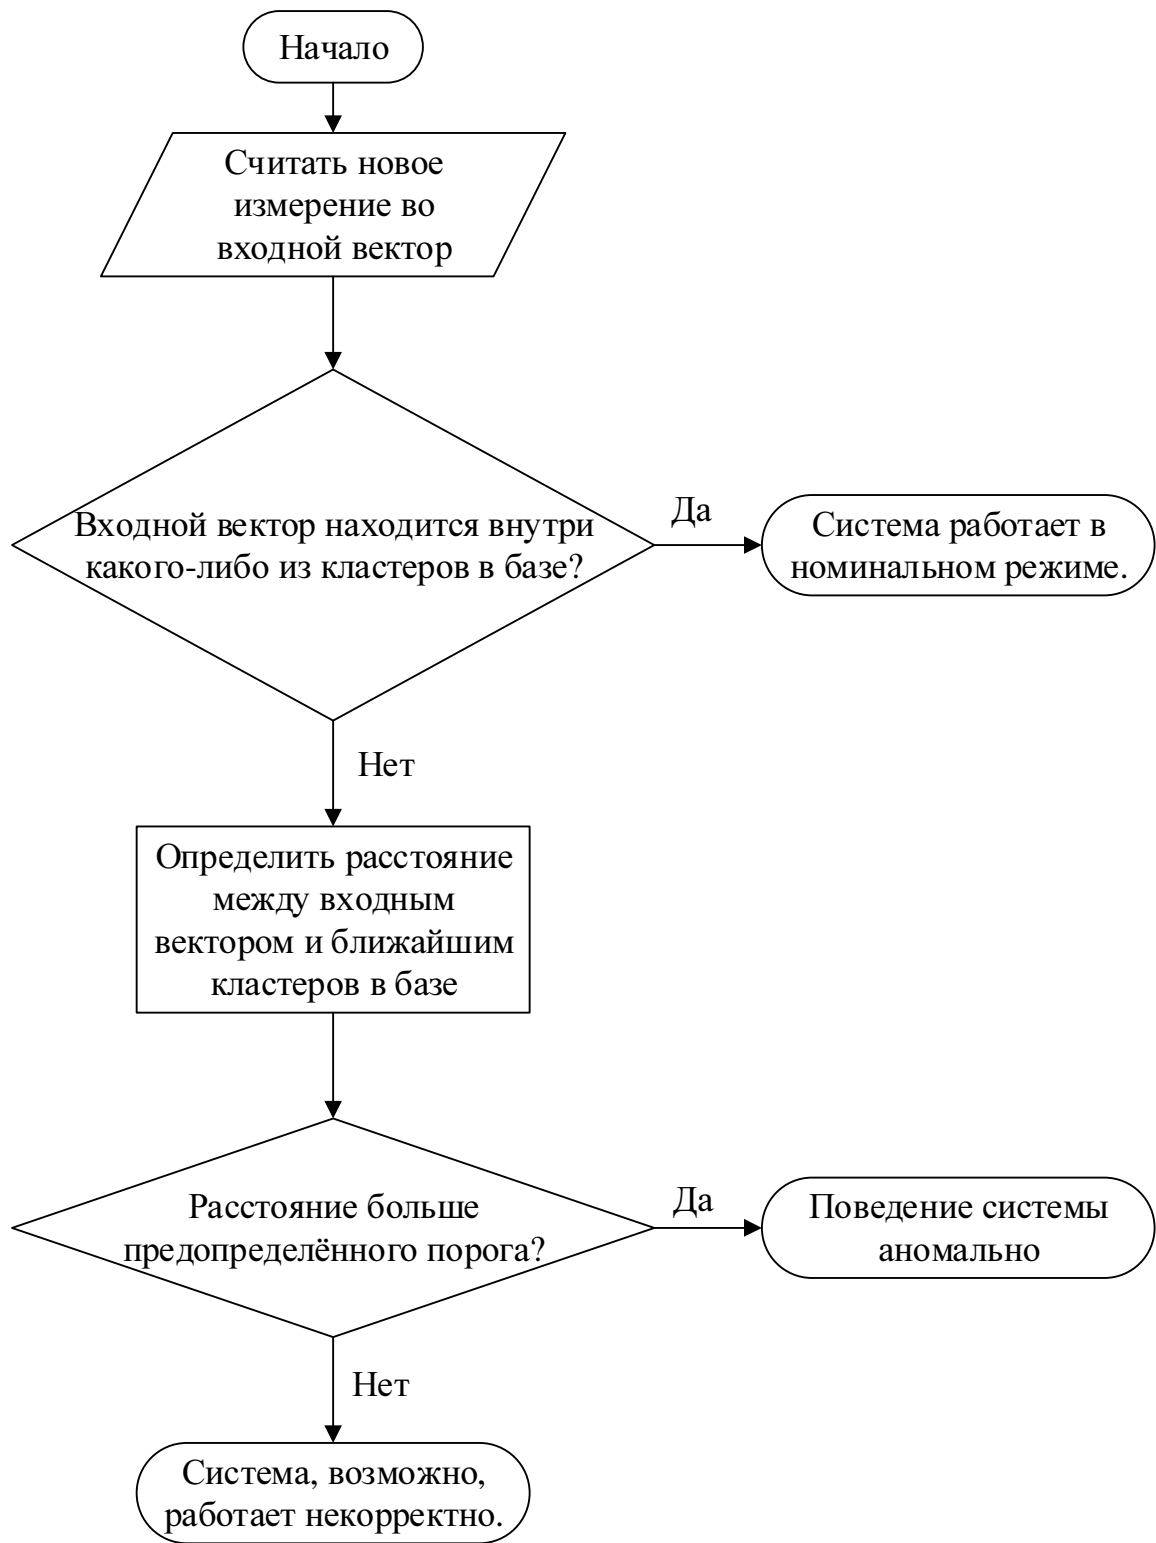 Начало
Считать новое
измерение во
входной вектор
Входной вектор находится внутри
какого-либо из кластеров в базе?
Да
Система работает в
номинальном режиме.
Нет
Определить расстояние
между входным
вектором и ближайшим
кластеров в базе
Расстояние больше
предопределённого порога?
Да
Поведение системы
аномально
Нет
Система, возможно,
работает некорректно.